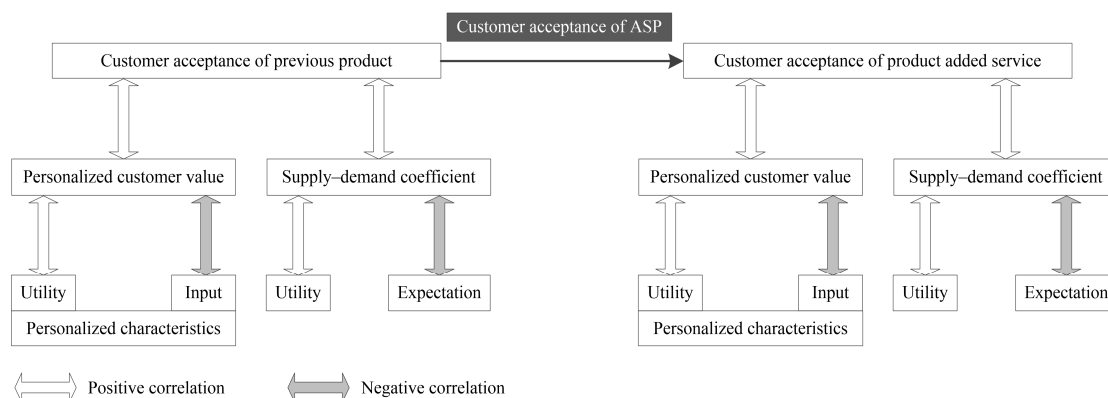 Customer acceptance of ASP
Customer acceptance of previous product
Customer acceptance of product added service
Personalized customer value
Supply–demand coefficient
Personalized customer value
Supply–demand coefficient
Utility
Input
Utility
Expectation
Utility
Input
Utility
Expectation
Personalized characteristics
Personalized characteristics
Positive correlation
Negative correlation